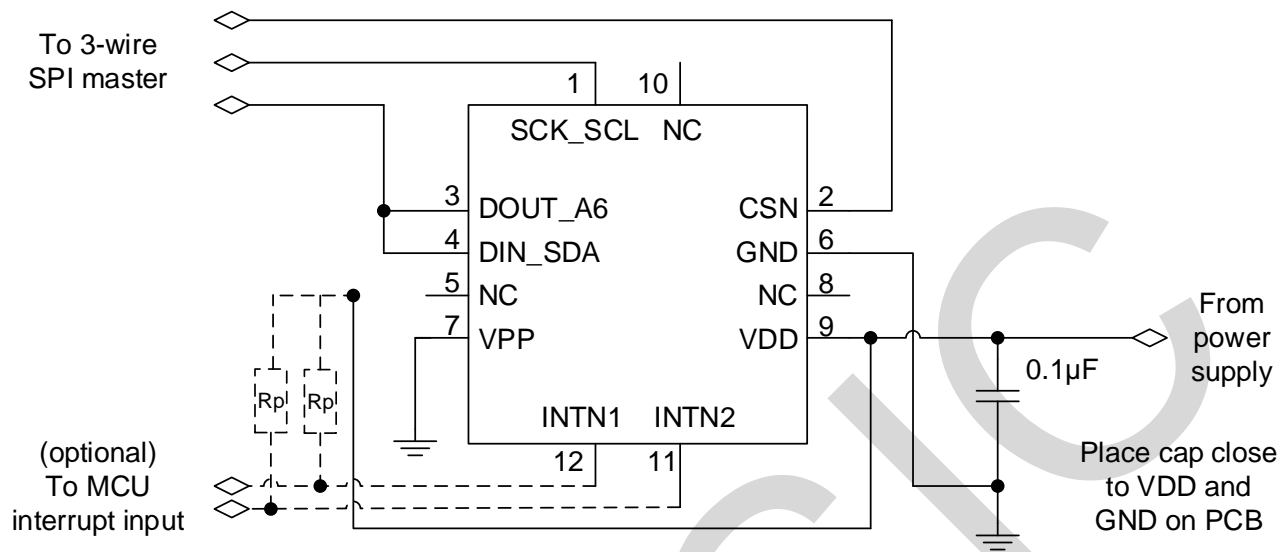 To 3-wire
SPI master
1
10
SCK_SCL
NC
3
DOUT_A6
CSN
2
4
DIN_SDA
GND
6
5
NC
NC
8
7
VPP
VDD
9
From
power
supply
0.1µF
Rp
Rp
INTN1
INTN2
12
11
(optional)
To MCU
interrupt input
Place cap close
to VDD and
GND on PCB